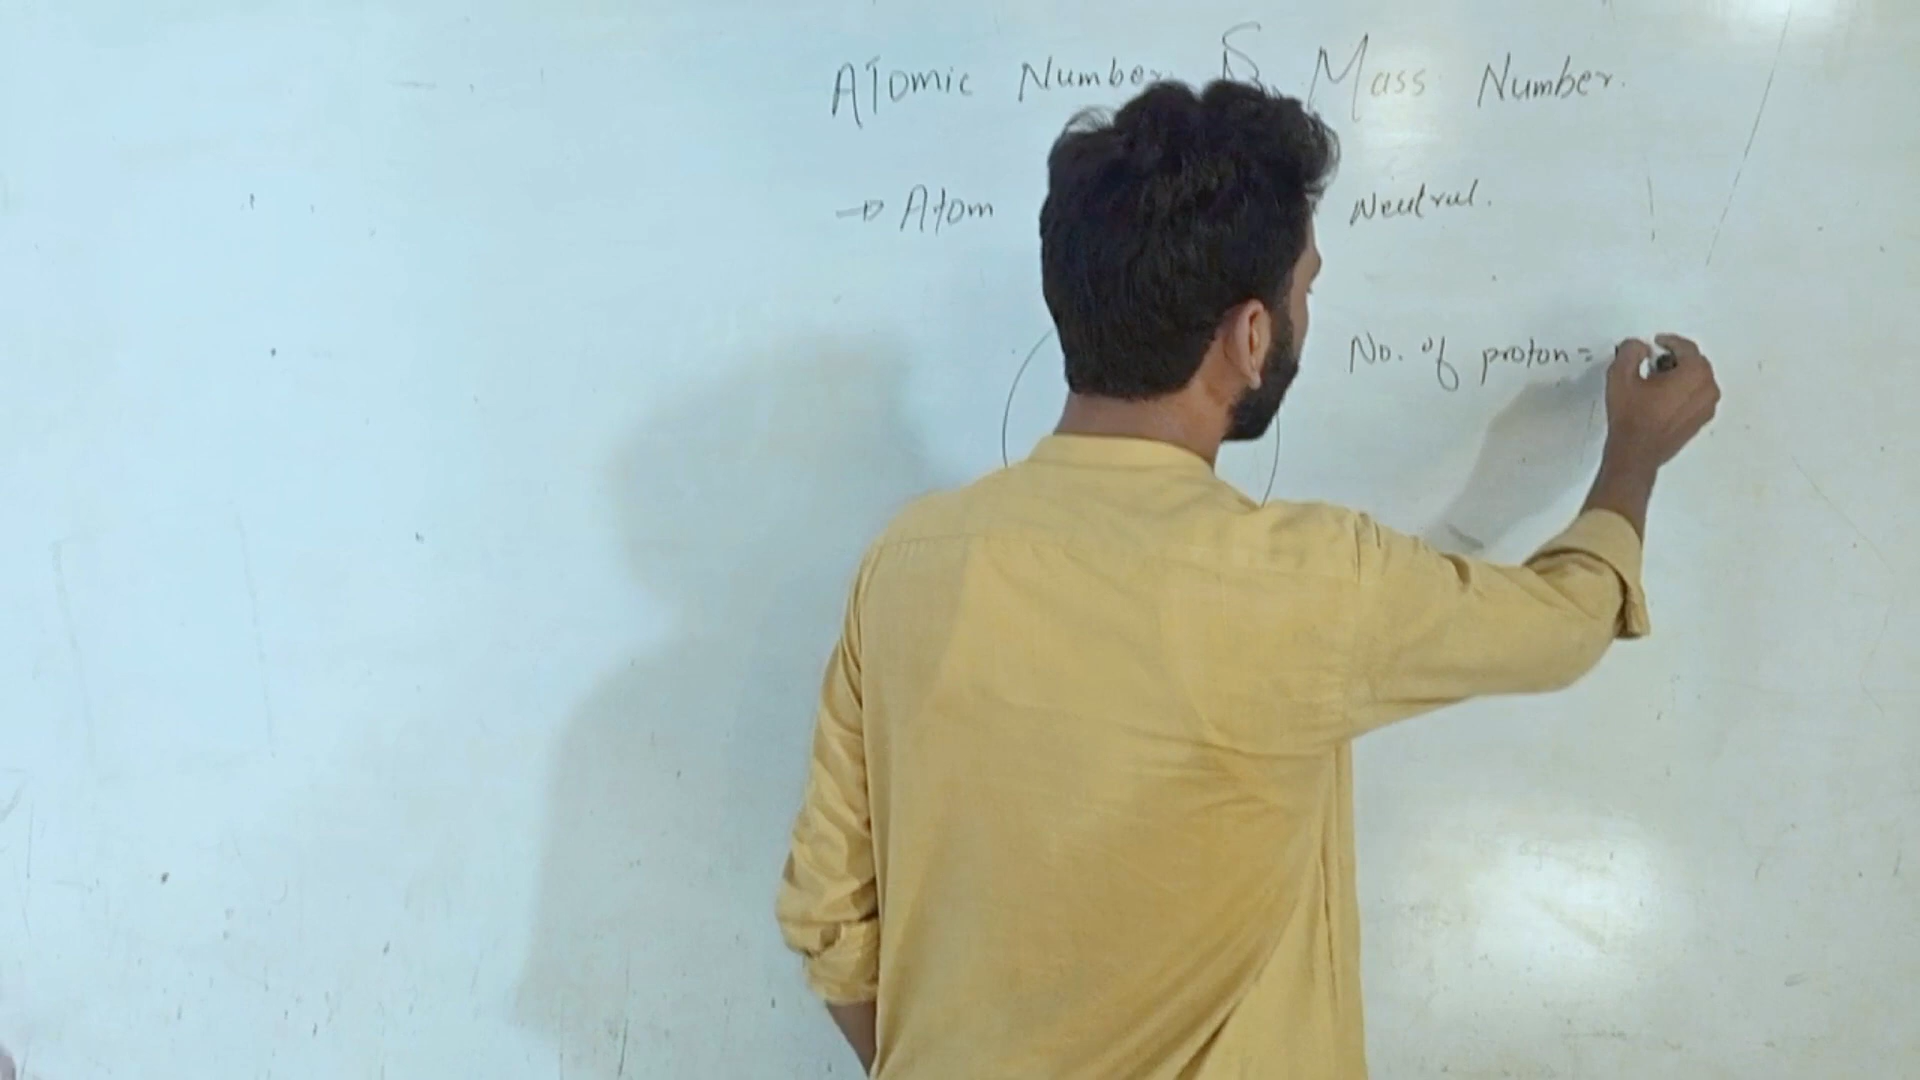 Atomic Number & Mass Number.
→ Atom Neutral.
No. of proton =